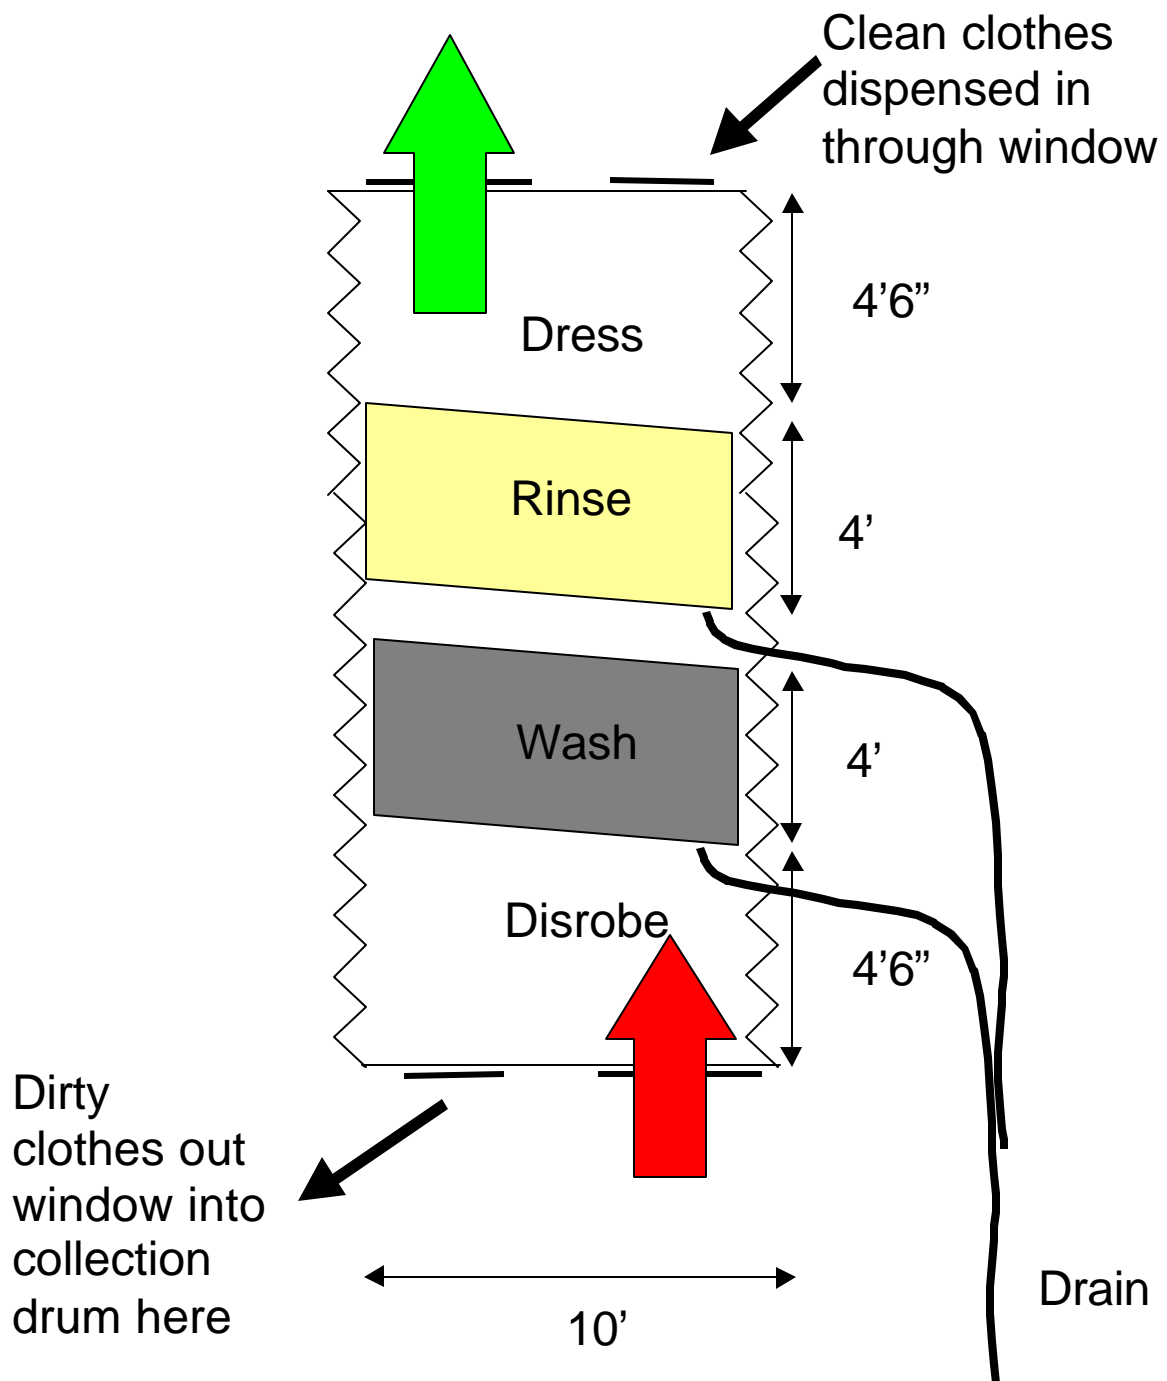 Clean clothes
dispensed in
through window
4’6”
Dress
Rinse
4’
Wash
4’
Disrobe
4’6”
Dirty
clothes out
window into
collection
drum here
10’
Drain